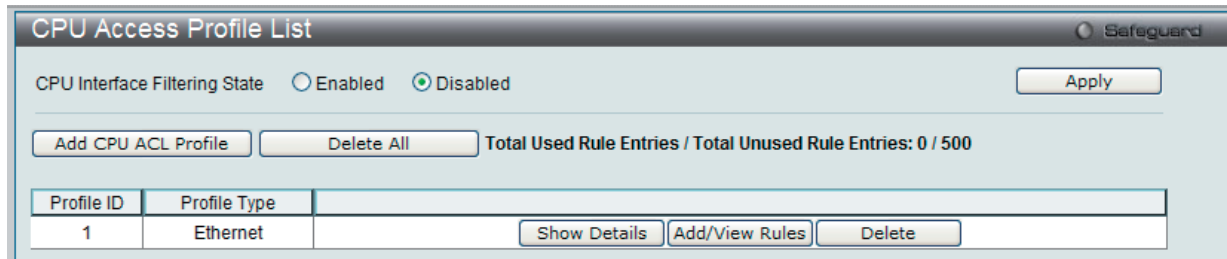 CPU Access Profile List Safeguard
CPU Interface Filtering State Enabled Disabled Apply
Add CPU ACL Profile Delete All Total Used Rule Entries / Total Unused Rule Entries: 0 / 500
Profile ID Profile Type
1 Ethernet Show Details Add/View Rules Delete